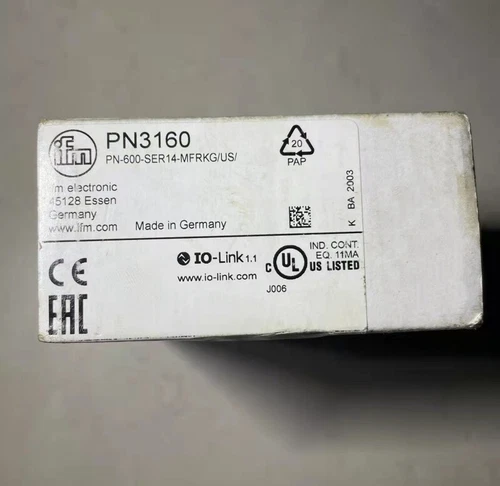 ifm
PN3160
PN-600-SER14-MFRKG/US/
ifm electronic
45128 Essen
Germany
www.ifm.com
Made in Germany
20
PAP
K BA 2003
CE
EAC
IO-Link 1.1
www.io-link.com
C UL US LISTED
IND. CONT.
EQ. 11MA
J006